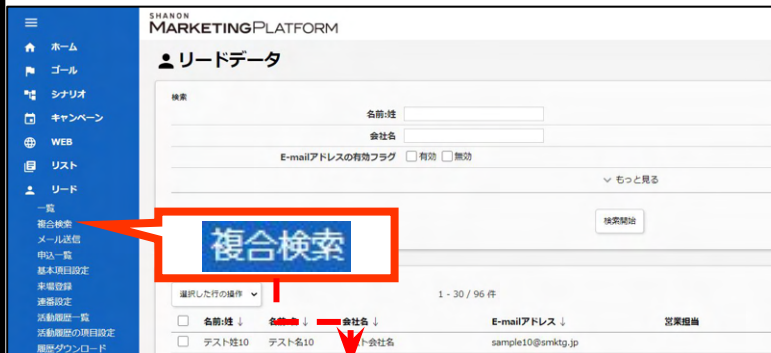 SHANON
MARKETINGPLATFORM
ホーム
ゴール
シナリオ
キャンペーン
WEB
リスト
リード
一覧
複合検索
メール送信
申込一覧
基本項目設定
来場登録
連番設定
活動履歴一覧
活動履歴の項目設定
履歴ダウンロード
リードデータ
検索
名前:姓
会社名
E-mailアドレスの有効フラグ 有効 無効
もっと見る
検索開始
複合検索
選択した行の操作 1 - 30 / 96 件
名前:姓 ↓ 名前:名 ↓ 会社名 ↓ E-mailアドレス ↓ 営業担当
テスト姓10 テスト名10 ト会社名 sample10@smktg.jp